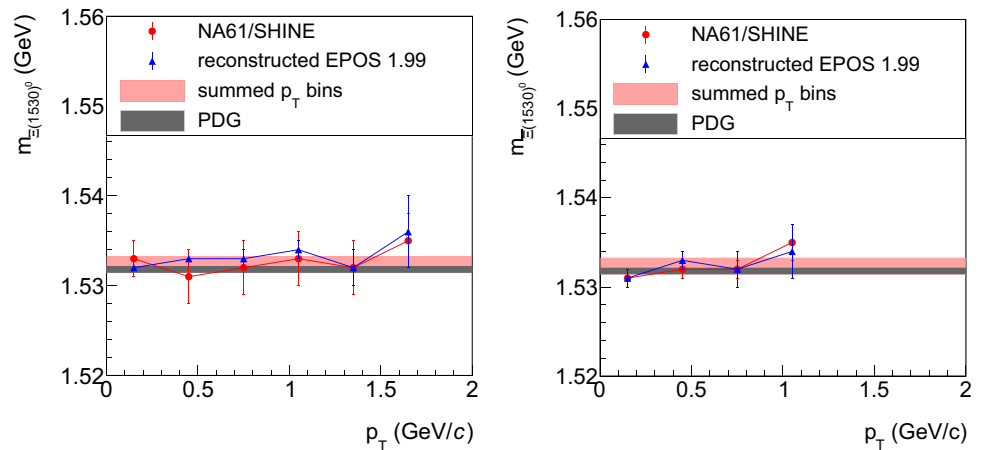 m_Ξ(1530)⁰ (GeV)
1.56
1.55
1.54
1.53
1.52
NA61/SHINE
reconstructed EPOS 1.99
summed p_T bins
PDG
0 0.5 1 1.5 2
p_T (GeV/c)
m_Ξ(1530)⁰ (GeV)
1.56
1.55
1.54
1.53
1.52
NA61/SHINE
reconstructed EPOS 1.99
summed p_T bins
PDG
0 0.5 1 1.5 2
p_T (GeV/c)